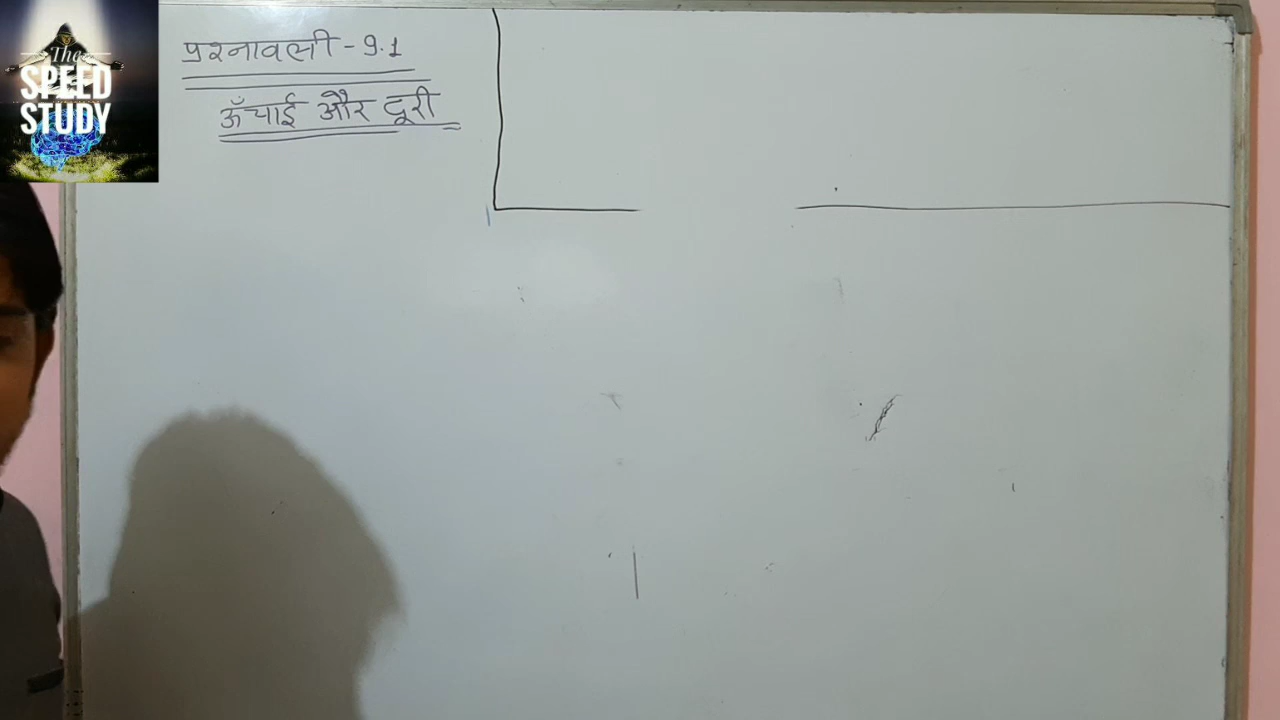 The
SPEED
STUDY
प्रश्नावली - 9.1
ऊँचाई और दूरी